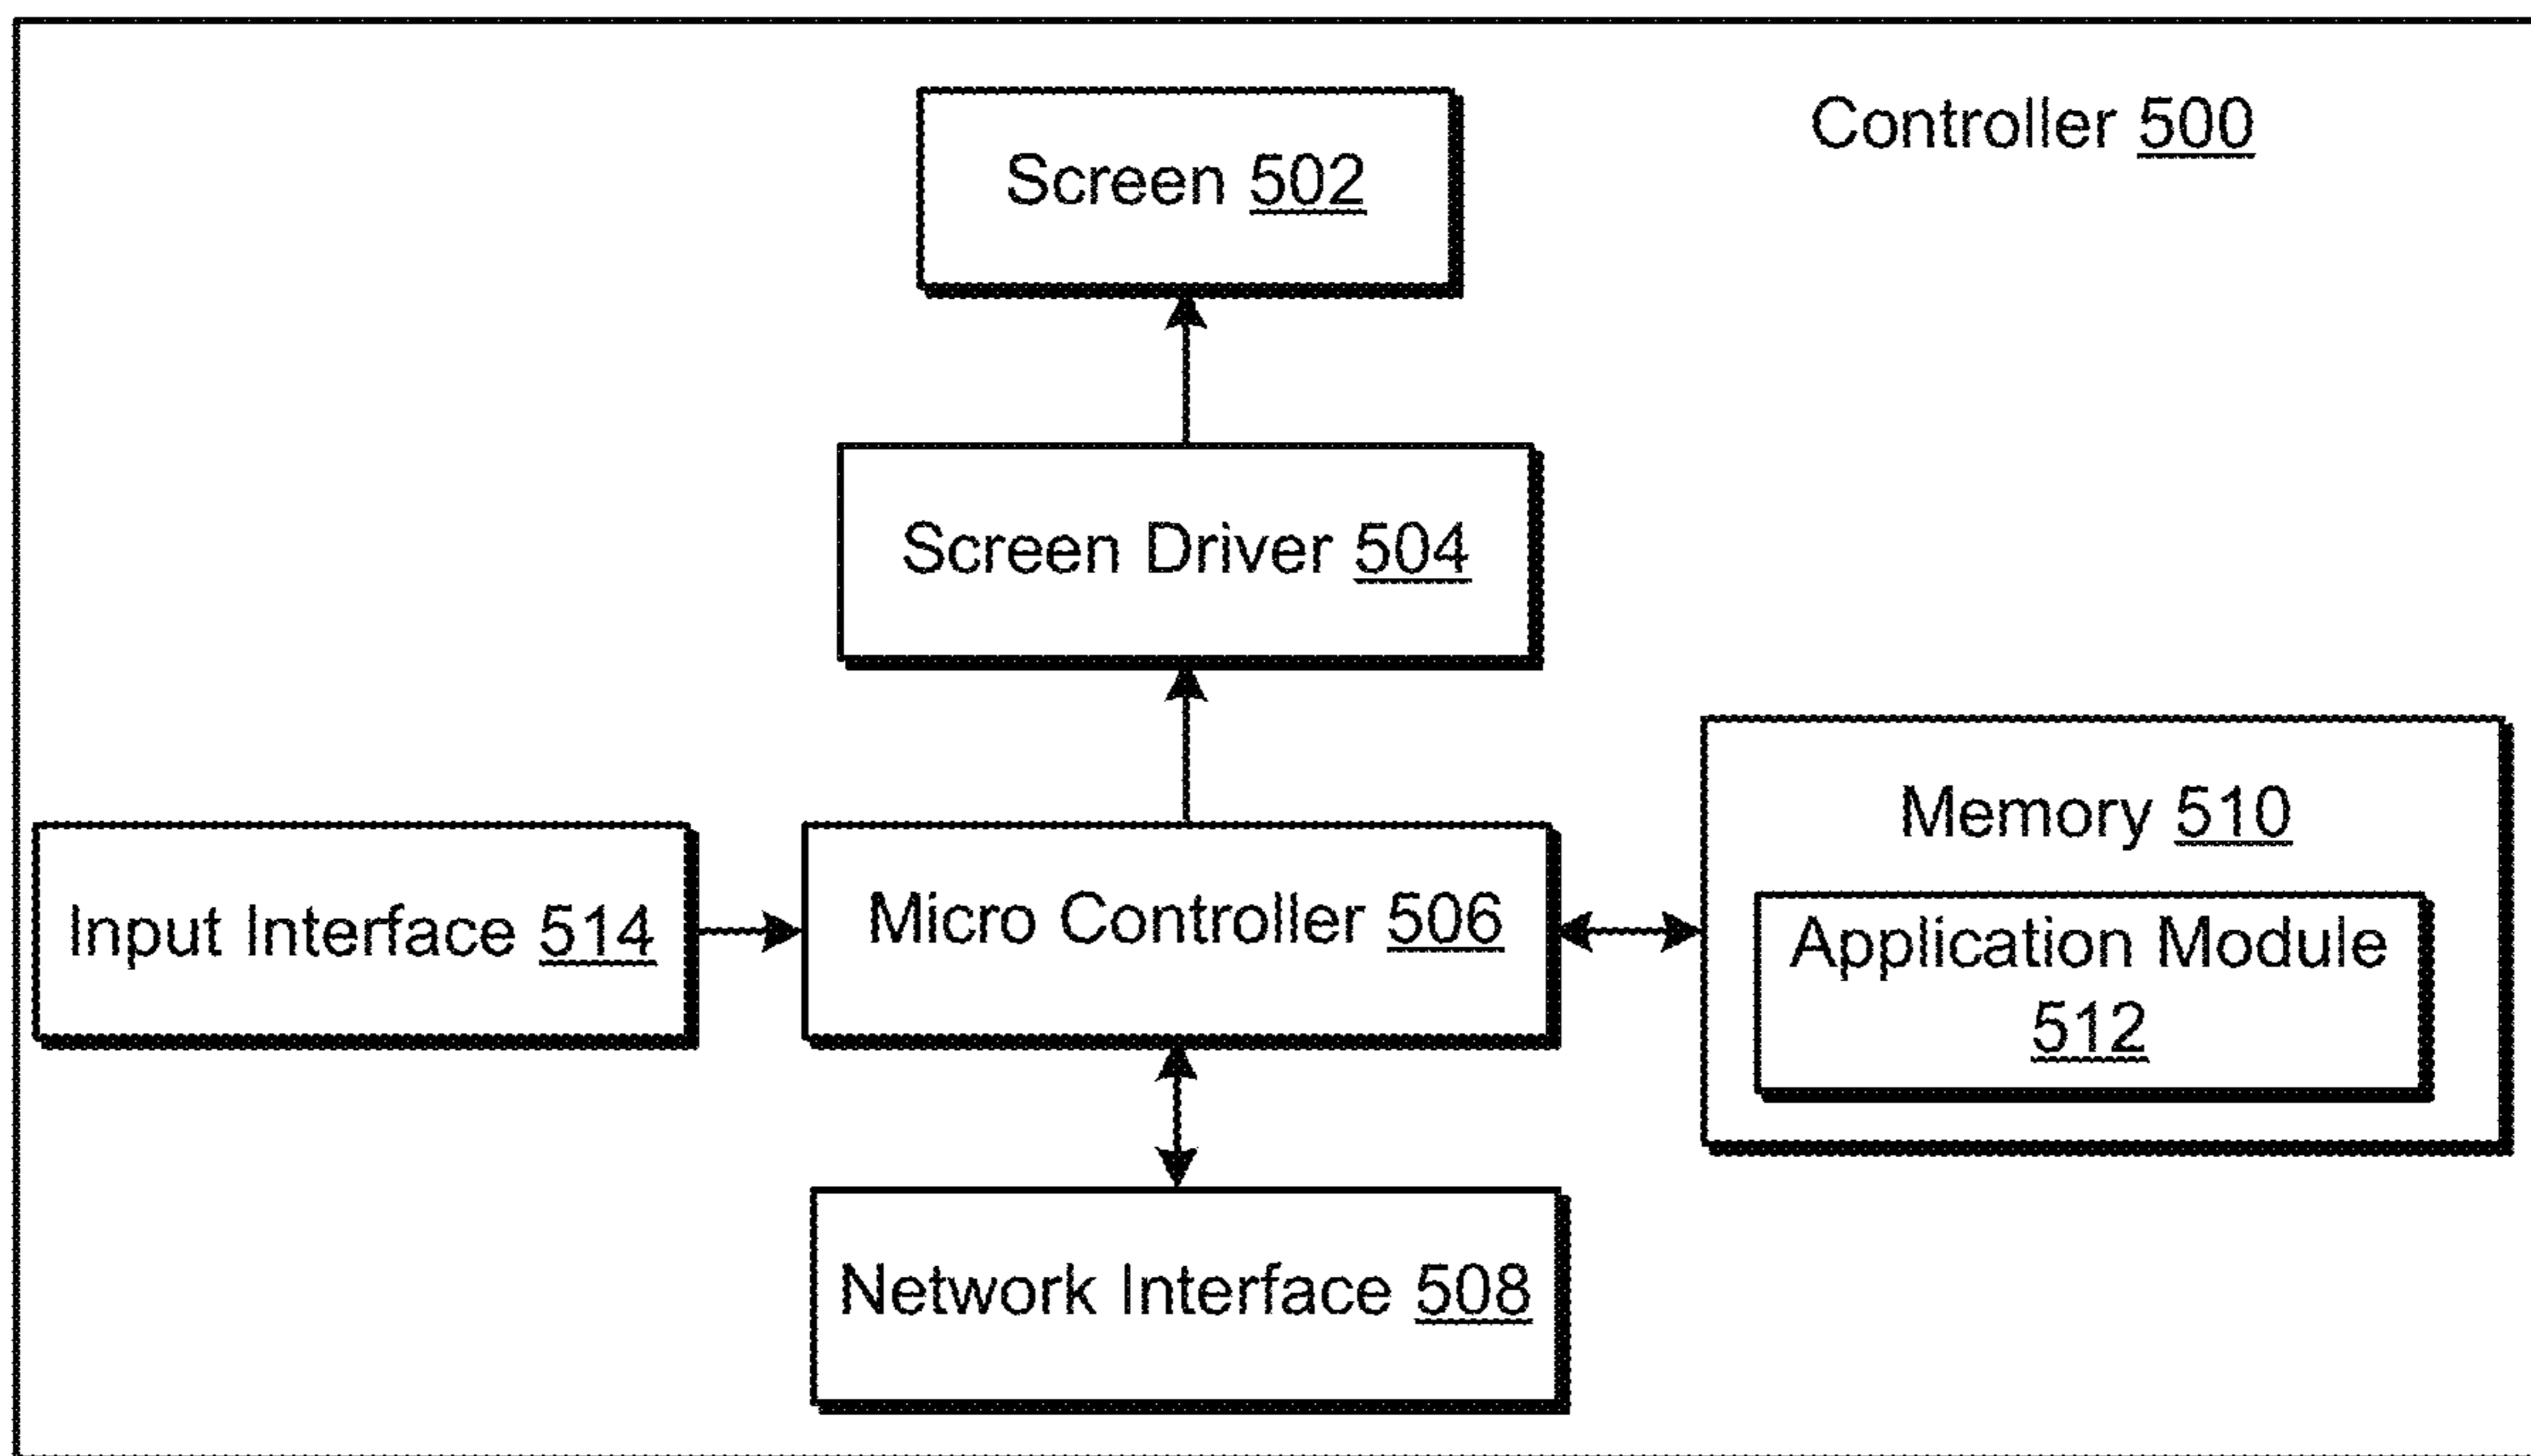 Controller 500
Screen 502
Screen Driver 504
Memory 510
Input Interface 514
Micro Controller 506
Application Module
512
Network Interface 508